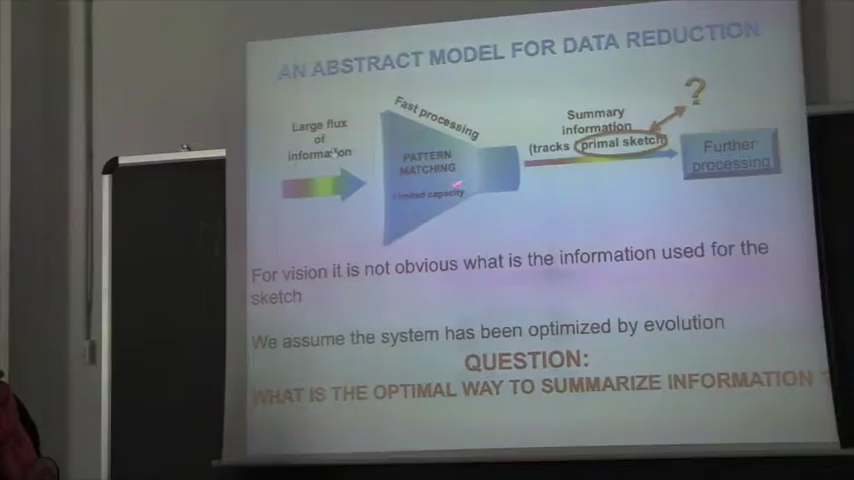 AN ABSTRACT MODEL FOR DATA REDUCTION
Large flux
of
information
Fast processing
PATTERN
MATCHING
Limited capacity
Summary
information
(tracks primal sketch)
?
Further
processing
For vision it is not obvious what is the information used for the
sketch
We assume the system has been optimized by evolution
QUESTION:
WHAT IS THE OPTIMAL WAY TO SUMMARIZE INFORMATION ?